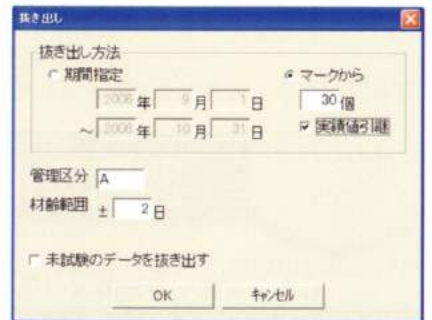 抜き出し
抜き出し方法
期間指定
マークから
2006 年 9 月 1 日
30 個
～ 2006 年 10 月 31 日
実績値引継
管理区分 A
材齢範囲 ± 2 日
未試験のデータを抜き出す
OK キャンセル